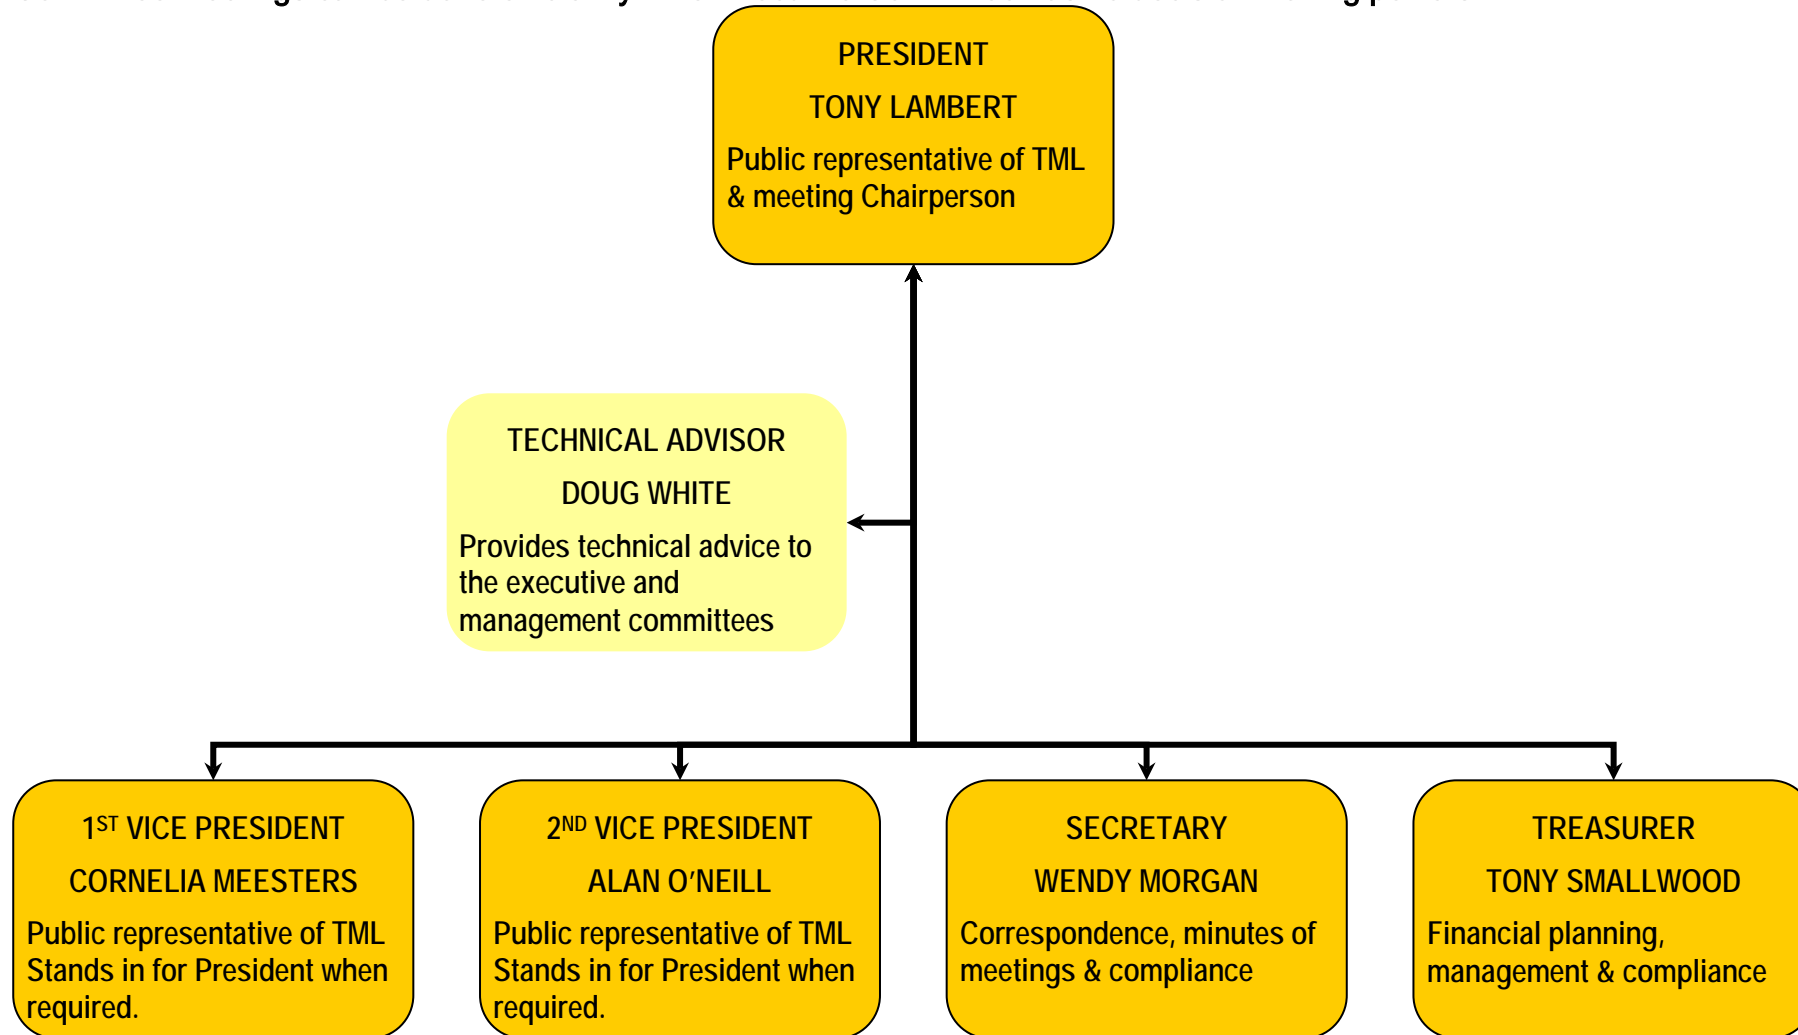 PRESIDENT
TONY LAMBERT
Public representative of TML
& meeting Chairperson
TECHNICAL ADVISOR
DOUG WHITE
Provides technical advice to
the executive and
management committees
1ST VICE PRESIDENT
CORNELIA MEESTERS
Public representative of TML
Stands in for President when
required.
2ND VICE PRESIDENT
ALAN O’NEILL
Public representative of TML
Stands in for President when
required.
SECRETARY
WENDY MORGAN
Correspondence, minutes of
meetings & compliance
TREASURER
TONY SMALLWOOD
Financial planning,
management & compliance